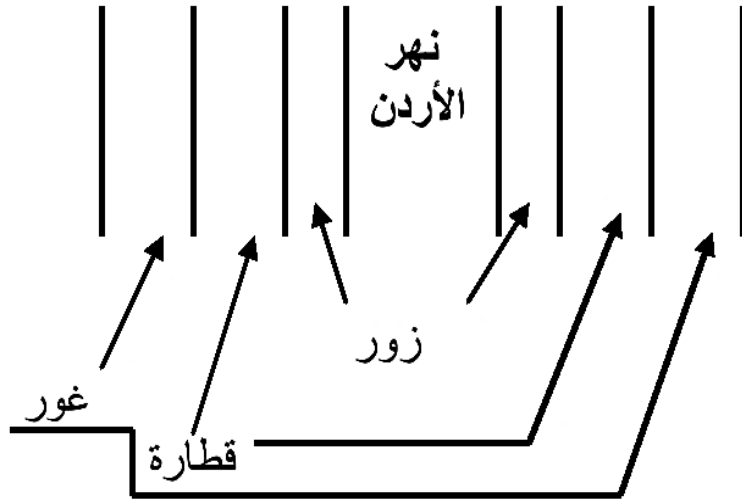 نهر
الأردن
زور
غور
قطارة